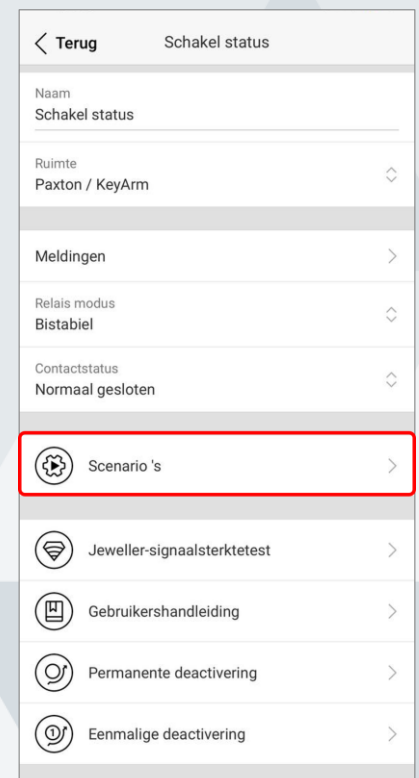 Terug
Schakel status
Naam
Schakel status
Ruimte
Paxton / KeyArm
Meldingen
Relais modus
Bistabiel
Contactstatus
Normaal gesloten
Scenario 's
Jeweller-signaalsterktetest
Gebruikershandleiding
Permanente deactivering
1
Eenmalige deactivering